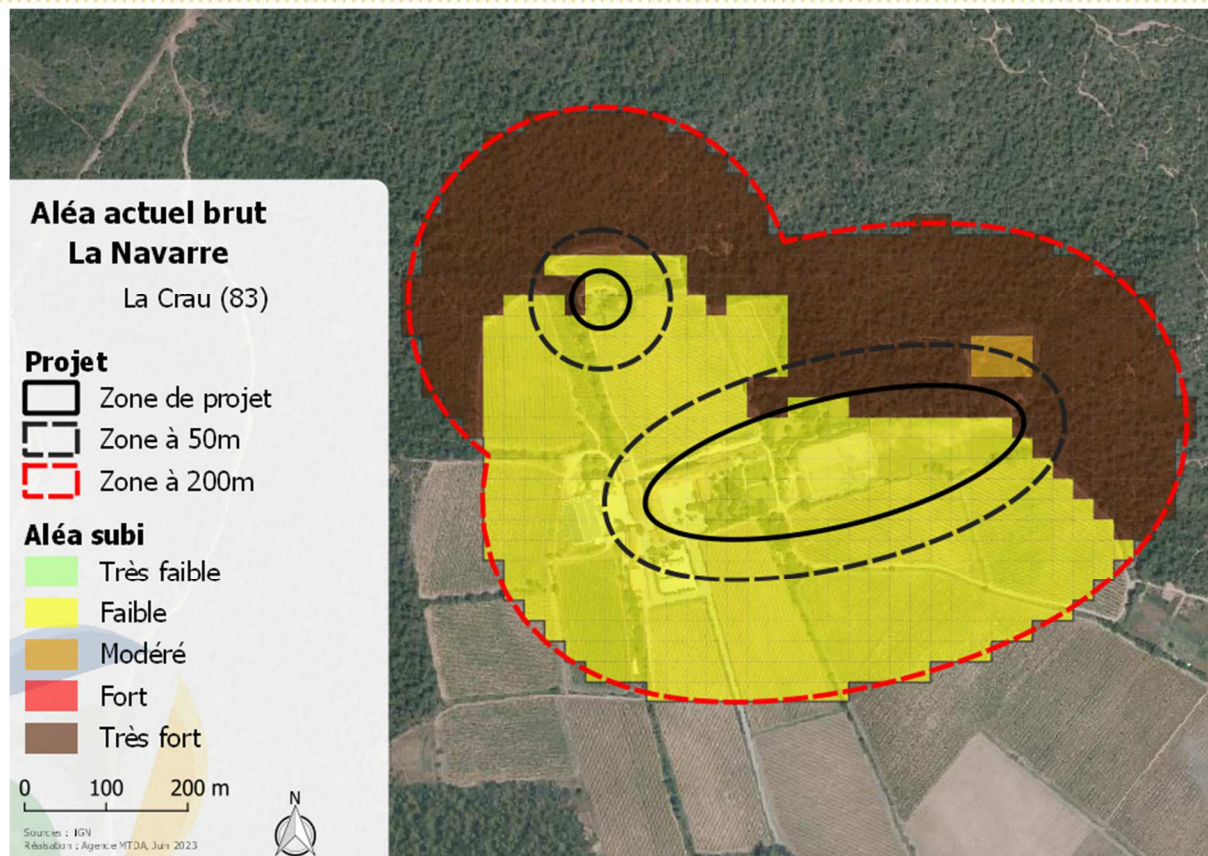 Aléa actuel brut
La Navarre
La Crau (83)
Projet
Zone de projet
Zone à 50m
Zone à 200m
Aléa subi
Très faible
Faible
Modéré
Fort
Très fort
0 100 200 m
N
Sources : IGN
Réalisation : Agence MTDA, Juin 2023